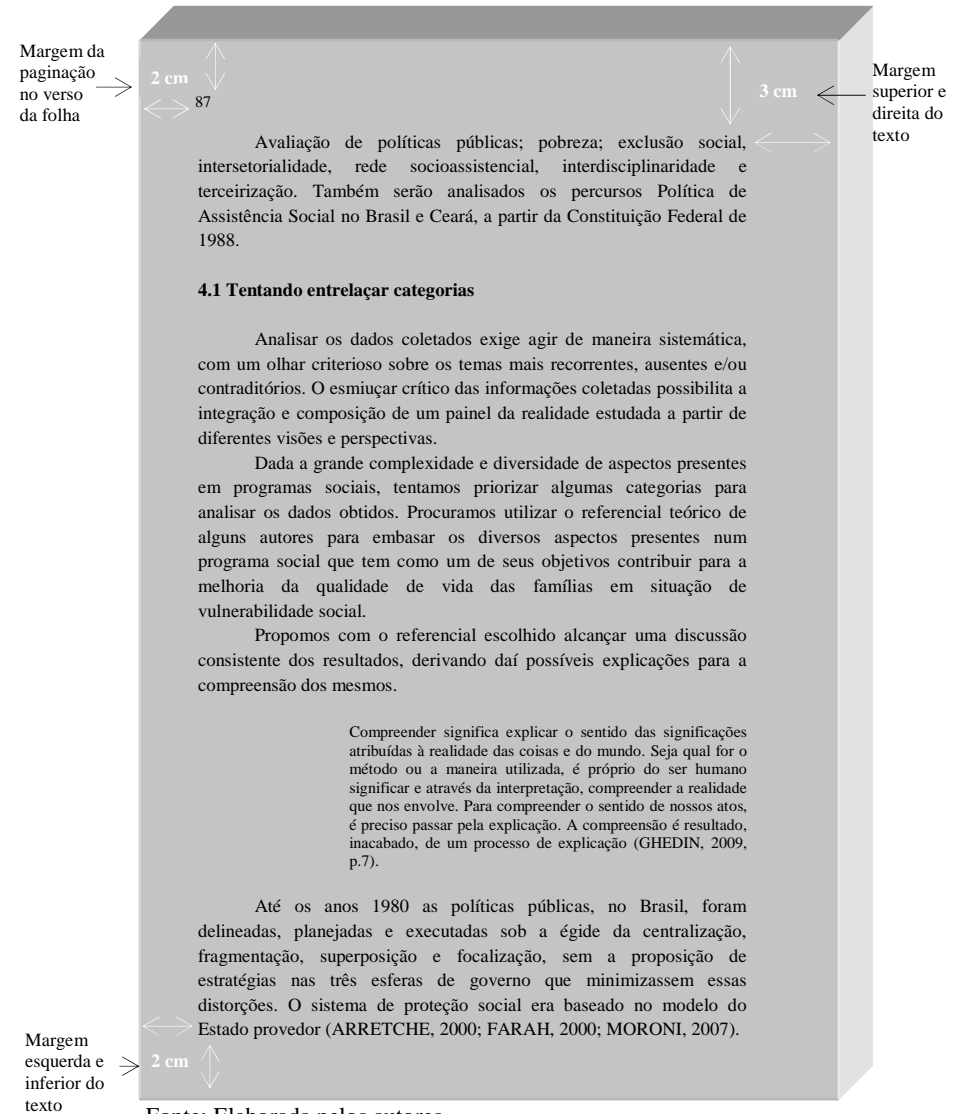 Margem da
paginação
no verso
da folha
2 cm
87
3 cm
Margem
superior e
direita do
texto
Avaliação de políticas públicas; pobreza; exclusão social,
intersetorialidade, rede socioassistencial, interdisciplinaridade e
terceirização. Também serão analisados os percursos Política de
Assistência Social no Brasil e Ceará, a partir da Constituição Federal de
1988.
4.1 Tentando entrelaçar categorias
Analisar os dados coletados exige agir de maneira sistemática,
com um olhar criterioso sobre os temas mais recorrentes, ausentes e/ou
contraditórios. O esmiuçar crítico das informações coletadas possibilita a
integração e composição de um painel da realidade estudada a partir de
diferentes visões e perspectivas.
Dada a grande complexidade e diversidade de aspectos presentes
em programas sociais, tentamos priorizar algumas categorias para
analisar os dados obtidos. Procuramos utilizar o referencial teórico de
alguns autores para embasar os diversos aspectos presentes num
programa social que tem como um de seus objetivos contribuir para a
melhoria da qualidade de vida das famílias em situação de
vulnerabilidade social.
Propomos com o referencial escolhido alcançar uma discussão
consistente dos resultados, derivando daí possíveis explicações para a
compreensão dos mesmos.
Compreender significa explicar o sentido das significações
atribuídas à realidade das coisas e do mundo. Seja qual for o
método ou a maneira utilizada, é próprio do ser humano
significar e através da interpretação, compreender a realidade
que nos envolve. Para compreender o sentido de nossos atos,
é preciso passar pela explicação. A compreensão é resultado,
inacabado, de um processo de explicação (GHEDIN, 2009,
p.7).
Até os anos 1980 as políticas públicas, no Brasil, foram
delineadas, planejadas e executadas sob a égide da centralização,
fragmentação, superposição e focalização, sem a proposição de
estratégias nas três esferas de governo que minimizassem essas
distorções. O sistema de proteção social era baseado no modelo do
Estado provedor (ARRETCHE, 2000; FARAH, 2000; MORONI, 2007).
Margem
esquerda e
inferior do
texto
2 cm
Fonte: Elaborada pelos autores